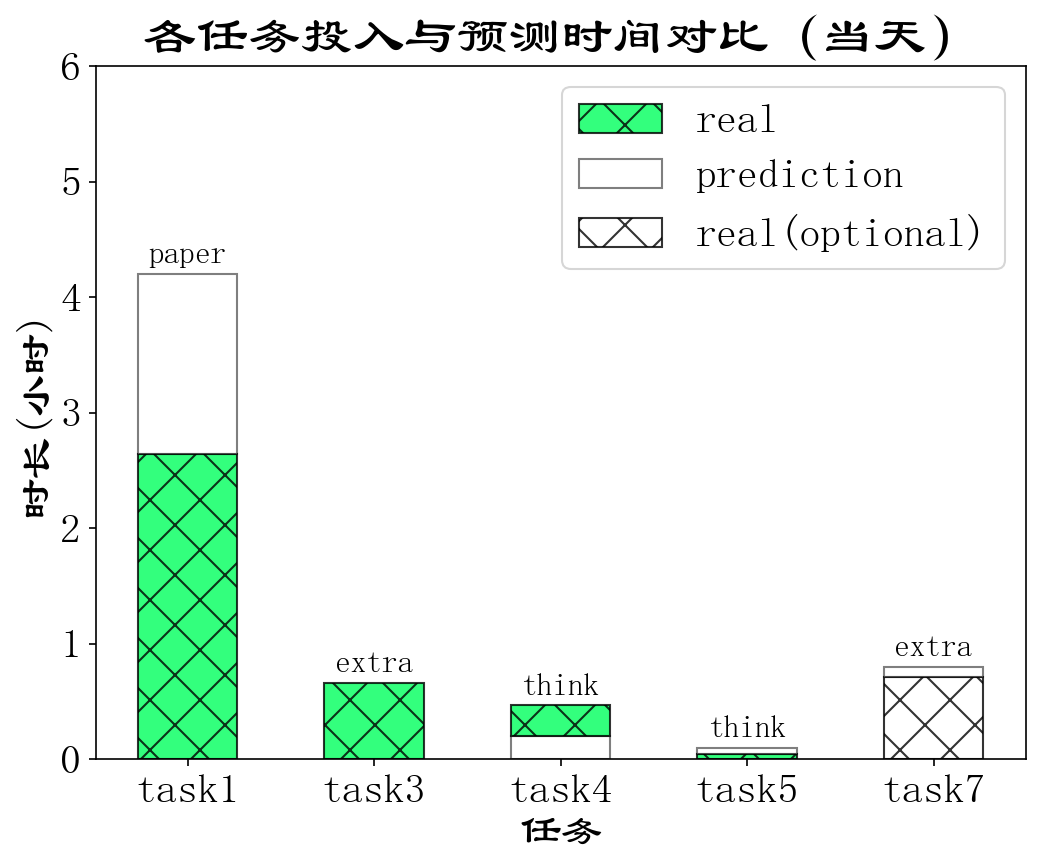 各任务投入与预测时间对比 (当天)
real
prediction
real(optional)
时长(小时)
6
5
4
3
2
1
0
paper
extra
think
think
extra
task1 task3 task4 task5 task7
任务